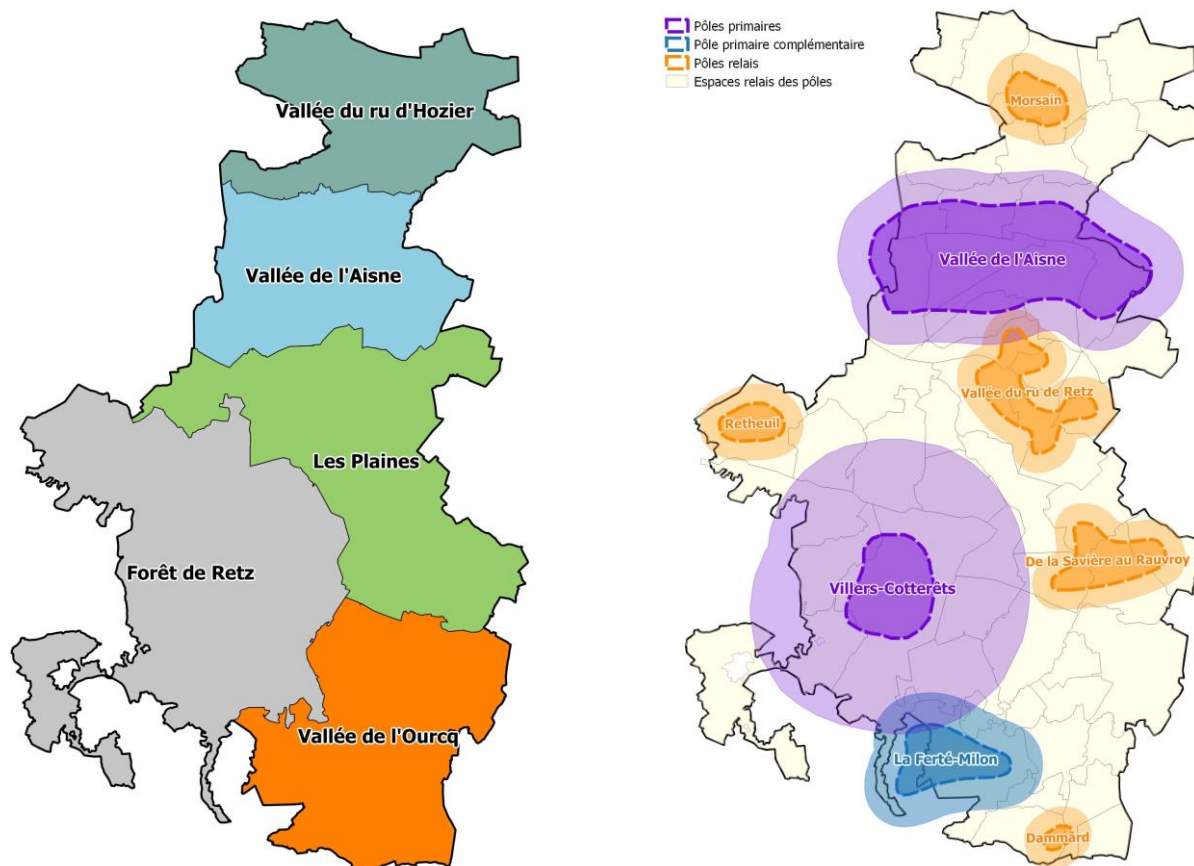 Vallée du ru d'Hozier
Vallée de l'Aisne
Les Plaines
Forêt de Retz
Vallée de l'Ourcq
Pôles primaires
Pôle primaire complémentaire
Pôles relais
Espaces relais des pôles
Morsain
Vallée de l'Aisne
Vallée du ru de Retz
Retheuil
De la Savière au Rauvroy
Villers-Cotterêts
La Ferté-Milon
Dammard